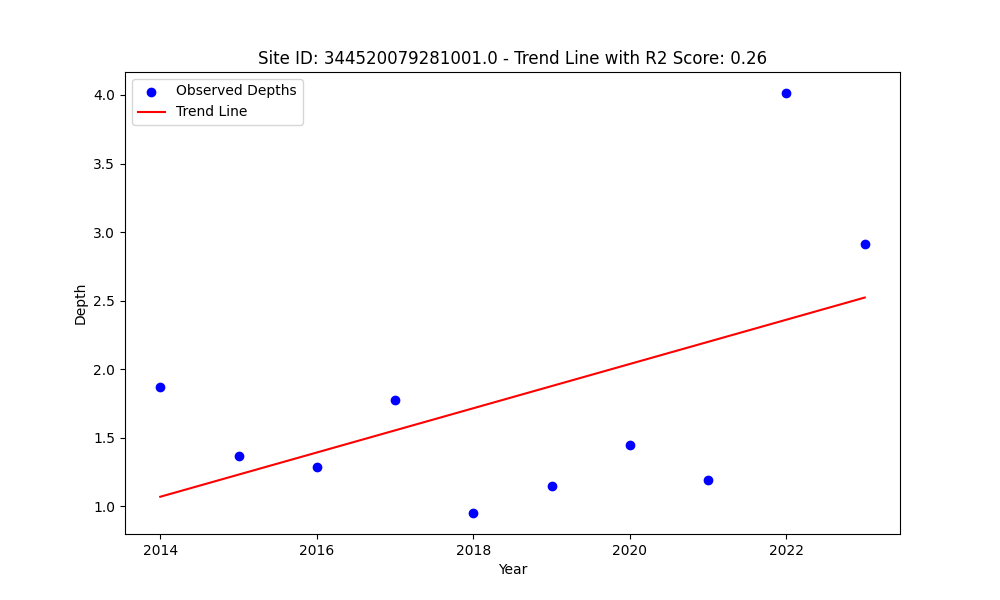 Site ID: 344520079281001.0 - Trend Line with R2 Score: 0.26
Observed Depths
Trend Line
4.0
3.5
3.0
2.5
2.0
1.5
1.0
Depth
2014 2016 2018 2020 2022
Year